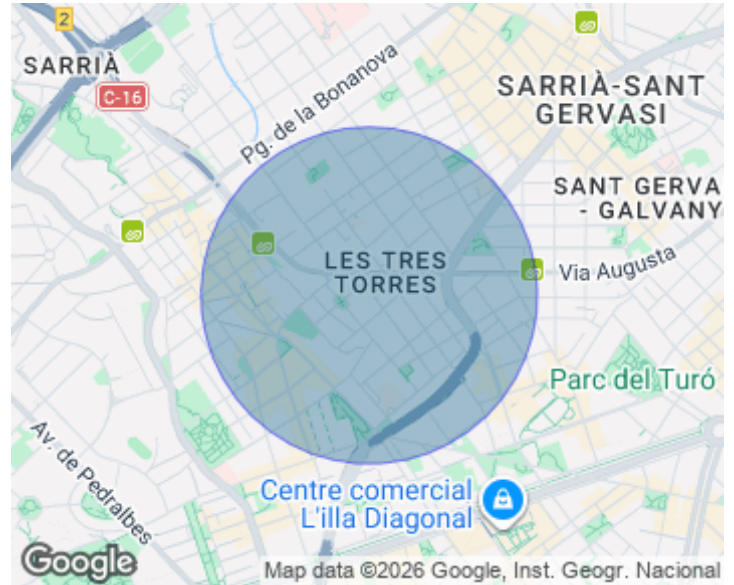 2
SARRIÀ
C-16
Pg. de la Bonanova
SARRIÀ-SANT
GERVASI
SANT GERVA
- GALVANY
LES TRES
TORRES
Via Augusta
Parc del Turó
Av. de Pedralbes
Centre comercial
L'illa Diagonal
Google
Map data ©2026 Google, Inst. Geogr. Nacional